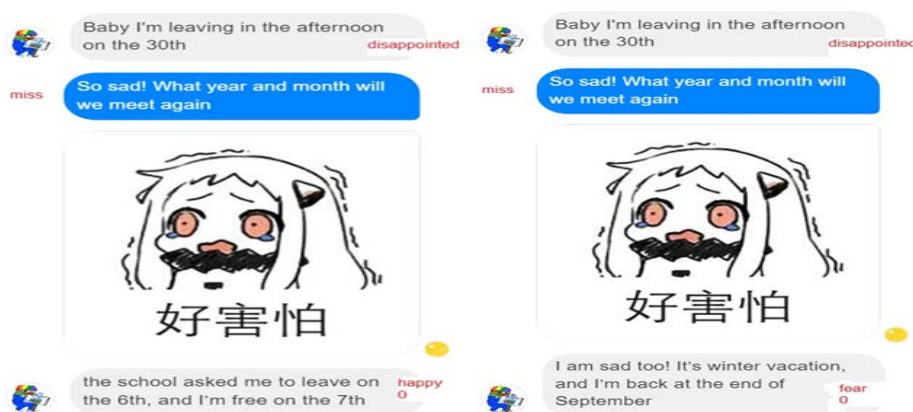 Baby I'm leaving in the afternoon
on the 30th
disappointed
So sad! What year and month will
we meet again
miss
好害怕
the school asked me to leave on
the 6th, and I'm free on the 7th
happy
0
Baby I'm leaving in the afternoon
on the 30th
disappointed
So sad! What year and month will
we meet again
miss
好害怕
I am sad too! It's winter vacation,
and I'm back at the end of
September
fear
0